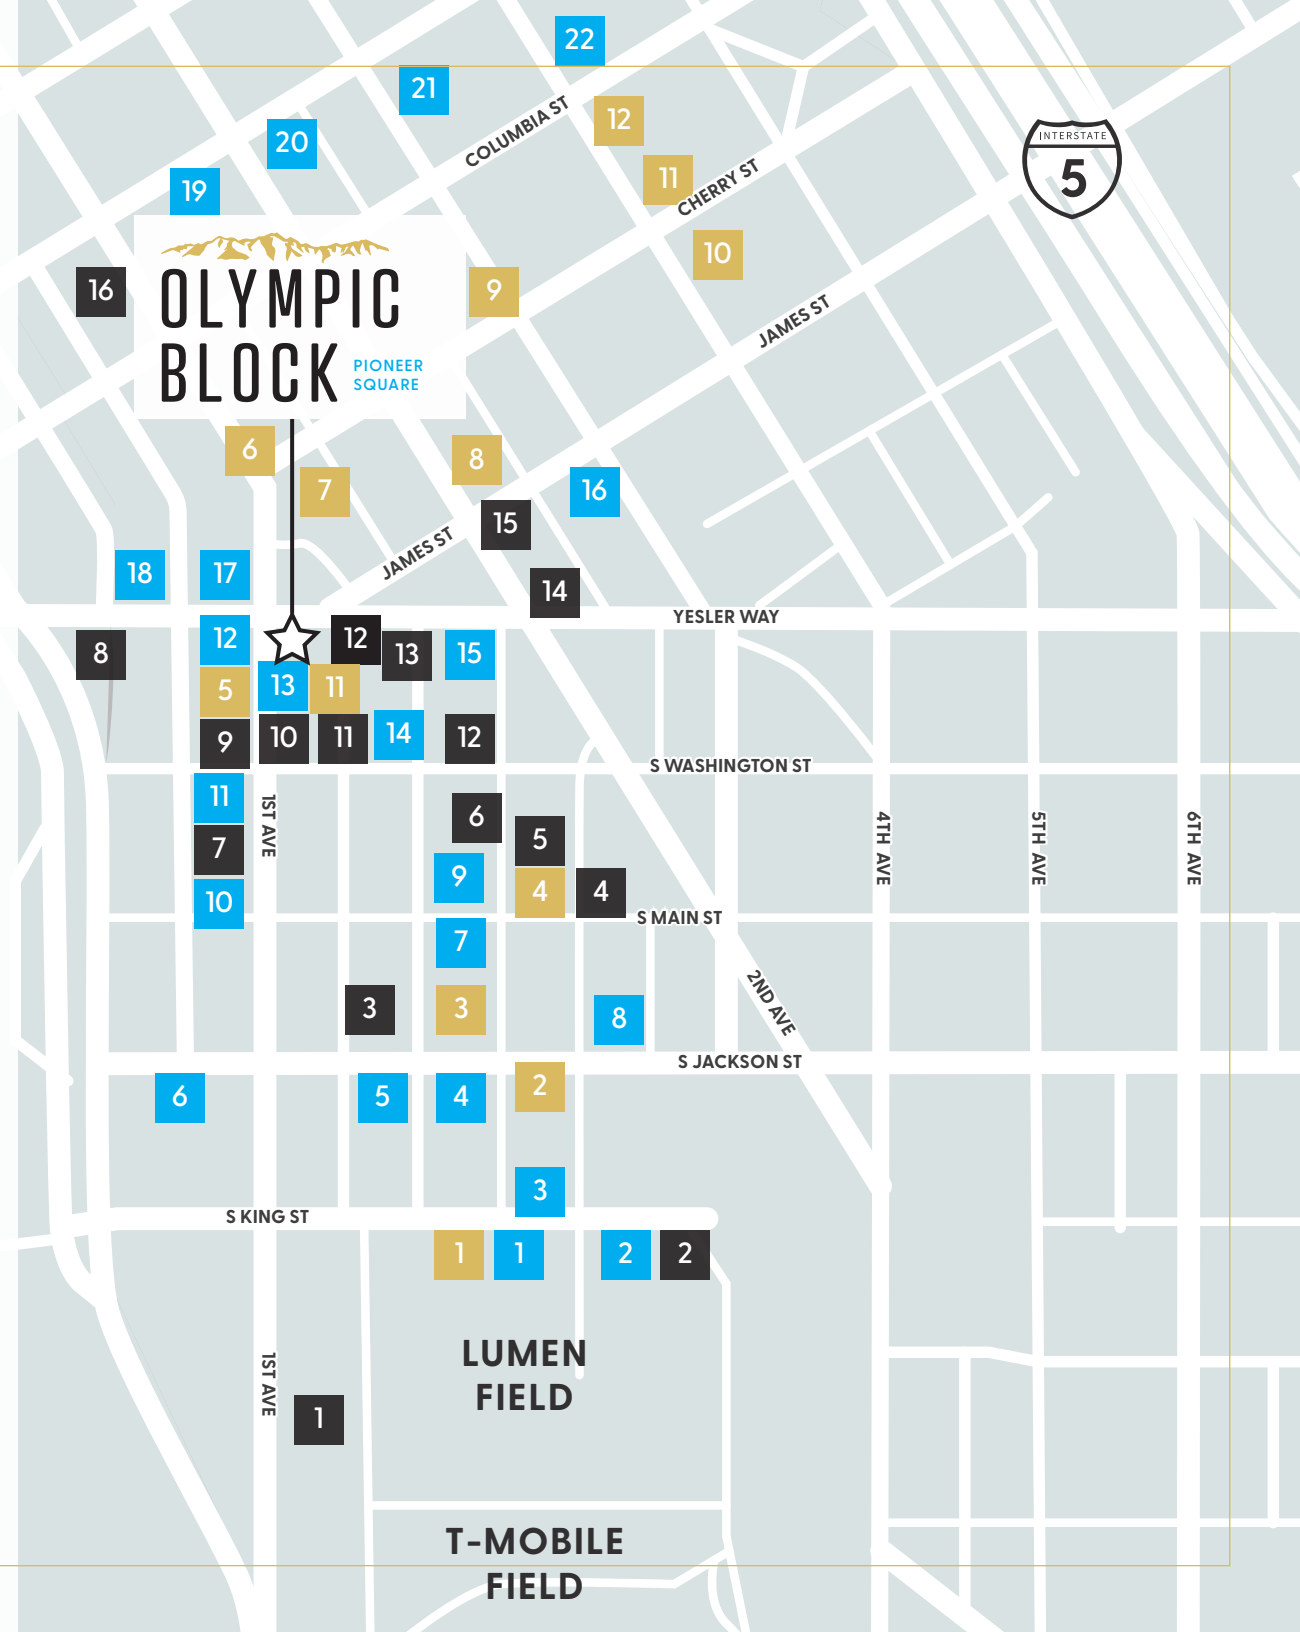 22
21
COLUMBIA ST
12
20
INTERSTATE
5
19
11
CHERRY ST
10
16
OLYMPIC
BLOCK
PIONEER
SQUARE
9
JAMES ST
6
7
8
16
15
JAMES ST
18
17
14
YESLER WAY
8
12
12
13
15
5
13
11
9
10
11
14
12
S WASHINGTON ST
11
1ST AVE
6
5
4TH AVE
5TH AVE
6TH AVE
7
9
4
4
10
S MAIN ST
7
3
3
8
2ND AVE
S JACKSON ST
6
5
4
2
3
S KING ST
1
1
2
2
LUMEN
FIELD
1ST AVE
1
T-MOBILE
FIELD